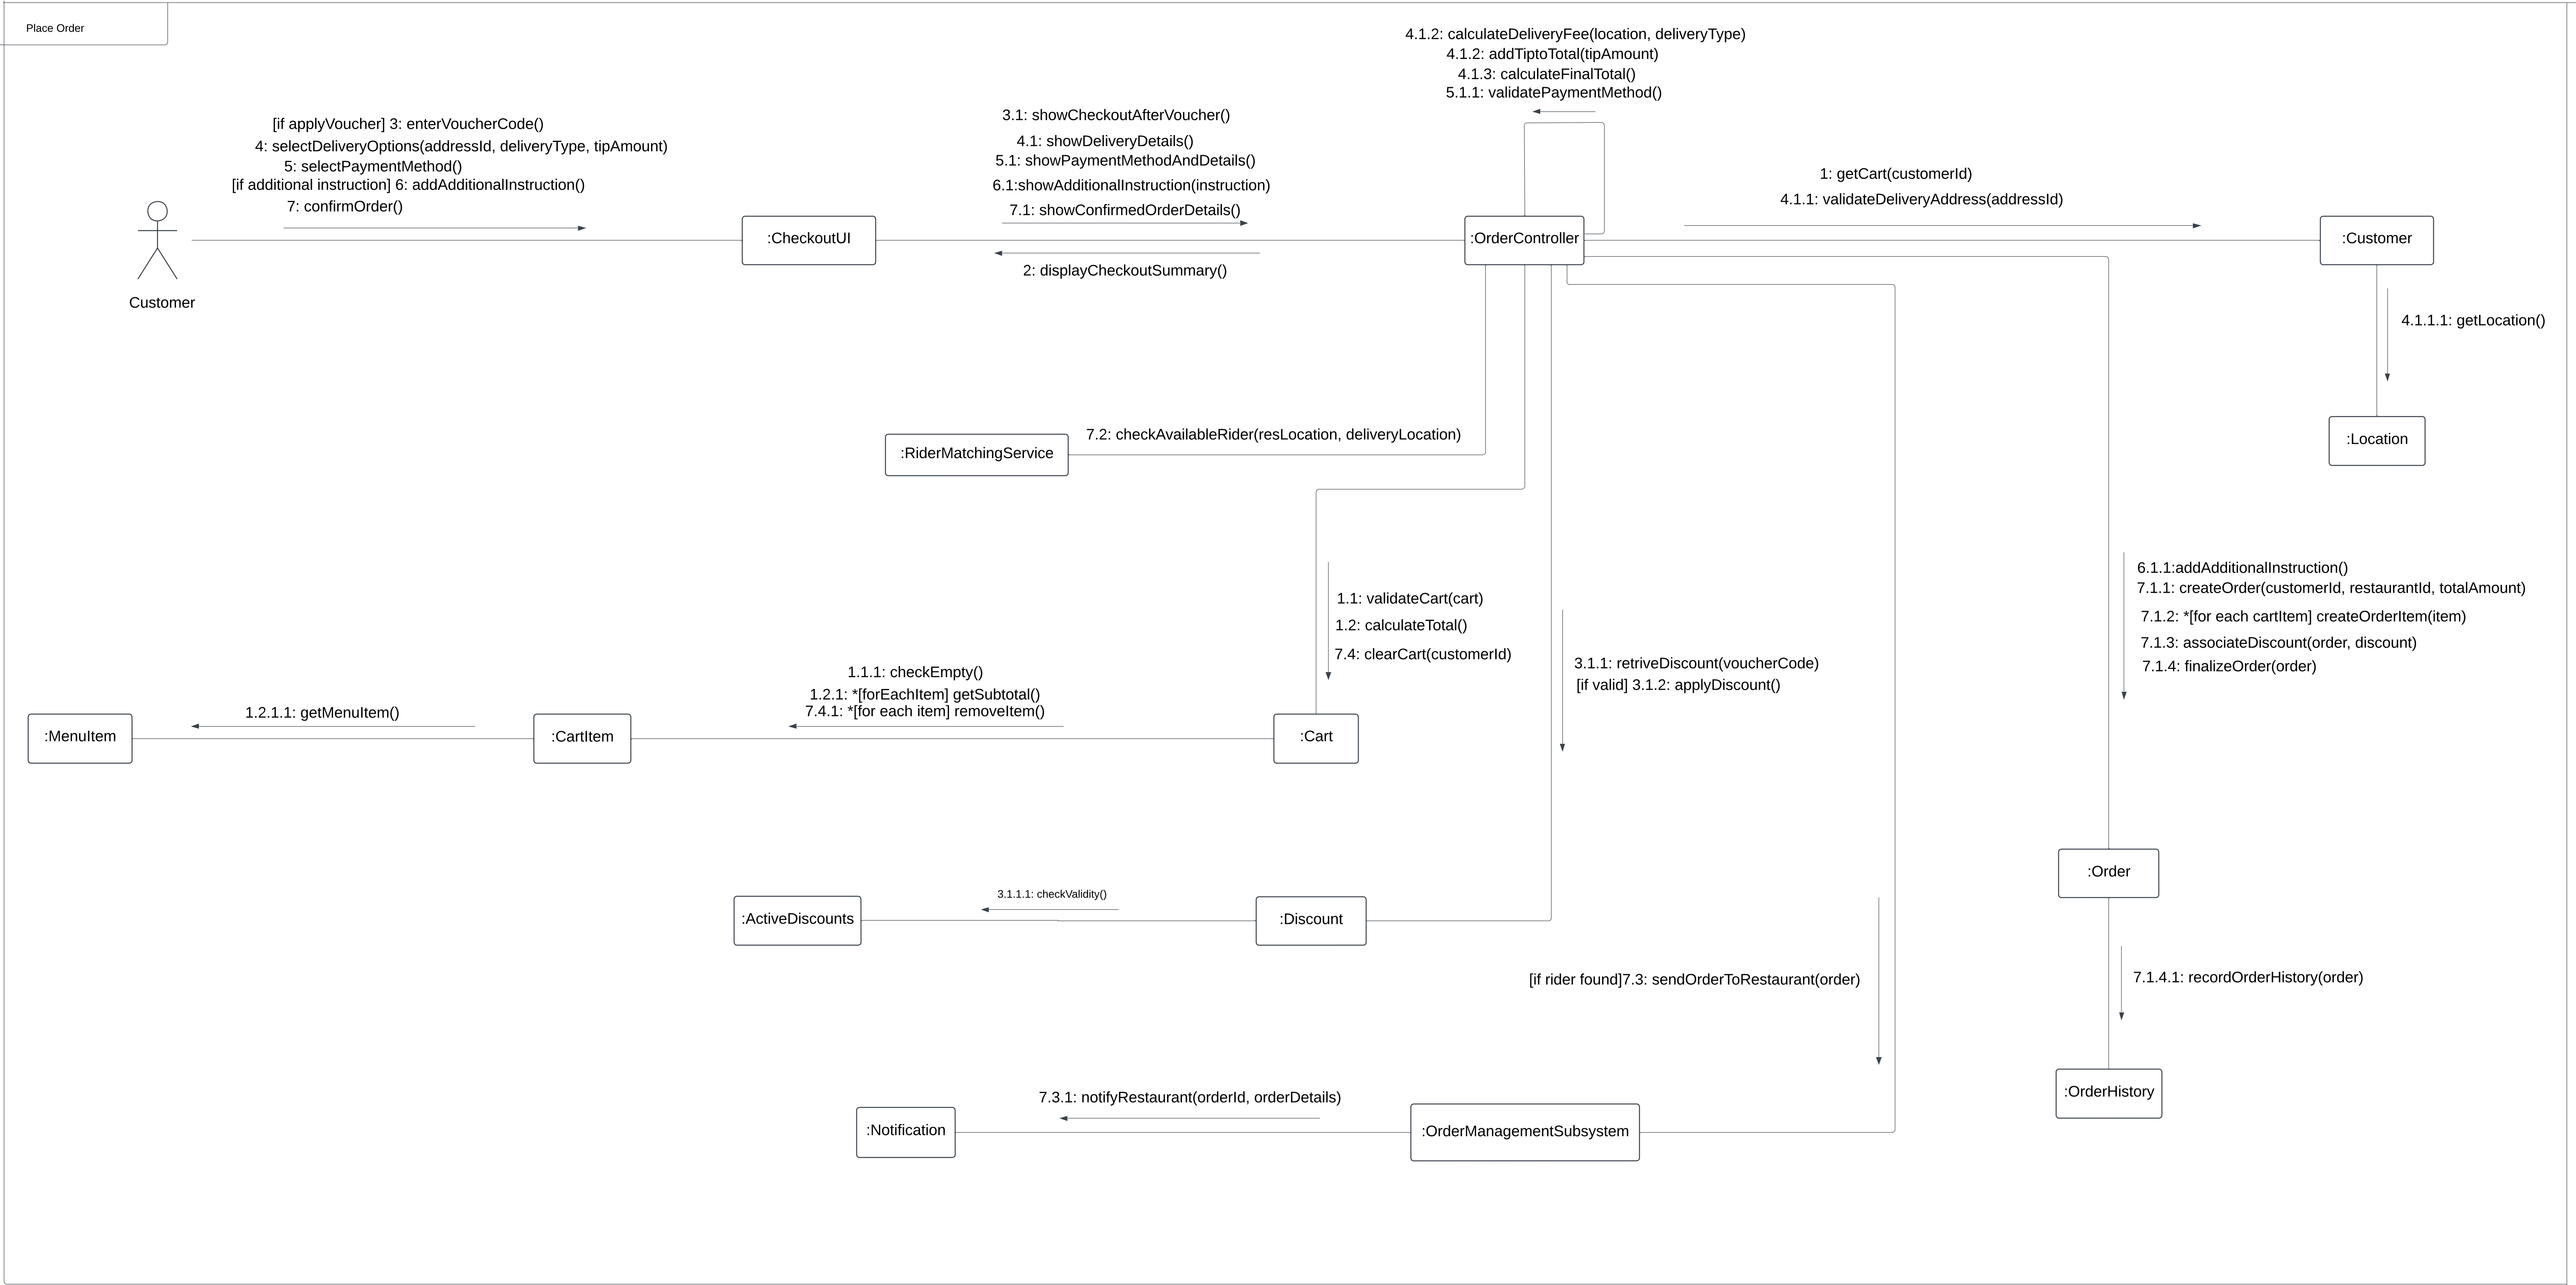 Place Order
4.1.2: calculateDeliveryFee(location, deliveryType)
4.1.2: addTiptoTotal(tipAmount)
4.1.3: calculateFinalTotal()
5.1.1: validatePaymentMethod()
[if applyVoucher] 3: enterVoucherCode()
4: selectDeliveryOptions(addressId, deliveryType, tipAmount)
5: selectPaymentMethod()
[if additional instruction] 6: addAdditionalInstruction()
7: confirmOrder()
3.1: showCheckoutAfterVoucher()
4.1: showDeliveryDetails()
5.1: showPaymentMethodAndDetails()
6.1:showAdditionalInstruction(instruction)
7.1: showConfirmedOrderDetails()
1: getCart(customerId)
4.1.1: validateDeliveryAddress(addressId)
:CheckoutUI
:OrderController
:Customer
2: displayCheckoutSummary()
Customer
4.1.1.1: getLocation()
7.2: checkAvailableRider(resLocation, deliveryLocation)
:RiderMatchingService
:Location
6.1.1:addAdditionalInstruction()
7.1.1: createOrder(customerId, restaurantId, totalAmount)
7.1.2: *[for each cartItem] createOrderItem(item)
7.1.3: associateDiscount(order, discount)
7.1.4: finalizeOrder(order)
1.1: validateCart(cart)
1.2: calculateTotal()
7.4: clearCart(customerId)
3.1.1: retriveDiscount(voucherCode)
[if valid] 3.1.2: applyDiscount()
1.1.1: checkEmpty()
1.2.1: *[forEachItem] getSubtotal()
7.4.1: *[for each item] removeItem()
1.2.1.1: getMenuItem()
:MenuItem
:CartItem
:Cart
:Order
3.1.1.1: checkValidity()
:ActiveDiscounts
:Discount
[if rider found]7.3: sendOrderToRestaurant(order)
7.1.4.1: recordOrderHistory(order)
7.3.1: notifyRestaurant(orderId, orderDetails)
:OrderHistory
:Notification
:OrderManagementSubsystem